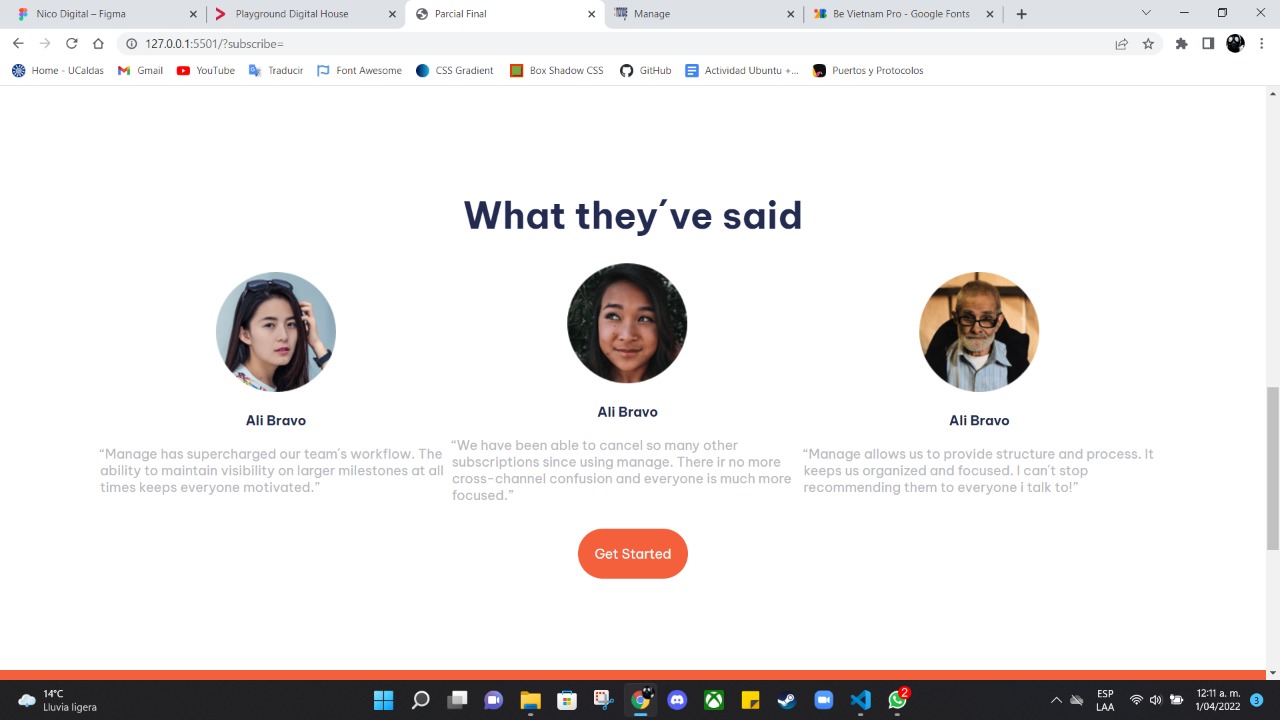 Nico Digital – Figma
Playground Digital House
Parcial Final
Manage
Be Vietnam Pro - Google Fonts
127.0.0.1:5501/?subscribe=
Home - UCaldas
Gmail
YouTube
Traducir
Font Awesome
CSS Gradient
Box Shadow CSS
GitHub
Actividad Ubuntu +...
Puertos y Protocolos
What they´ve said
Ali Bravo
“Manage has supercharged our team´s workflow. The
ability to maintain visibility on larger milestones at all
times keeps everyone motivated.”
Ali Bravo
“We have been able to cancel so many other
subscriptions since using manage. There ir no more
cross-channel confusion and everyone is much more
focused.”
Ali Bravo
“Manage allows us to provide structure and process. It
keeps us organized and focused. I can´t stop
recommending them to everyone i talk to!”
Get Started
14°C
Lluvia ligera
2
ESP
LAA
12:11 a. m.
1/04/2022
3